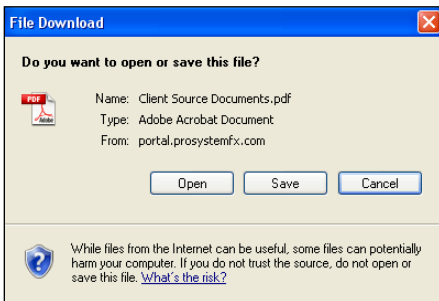 File Download
Do you want to open or save this file?
PDF
Adobe
Name: Client Source Documents.pdf
Type: Adobe Acrobat Document
From: portal.prosystemfx.com
Open Save Cancel
While files from the Internet can be useful, some files can potentially
harm your computer. If you do not trust the source, do not open or
save this file. What's the risk?